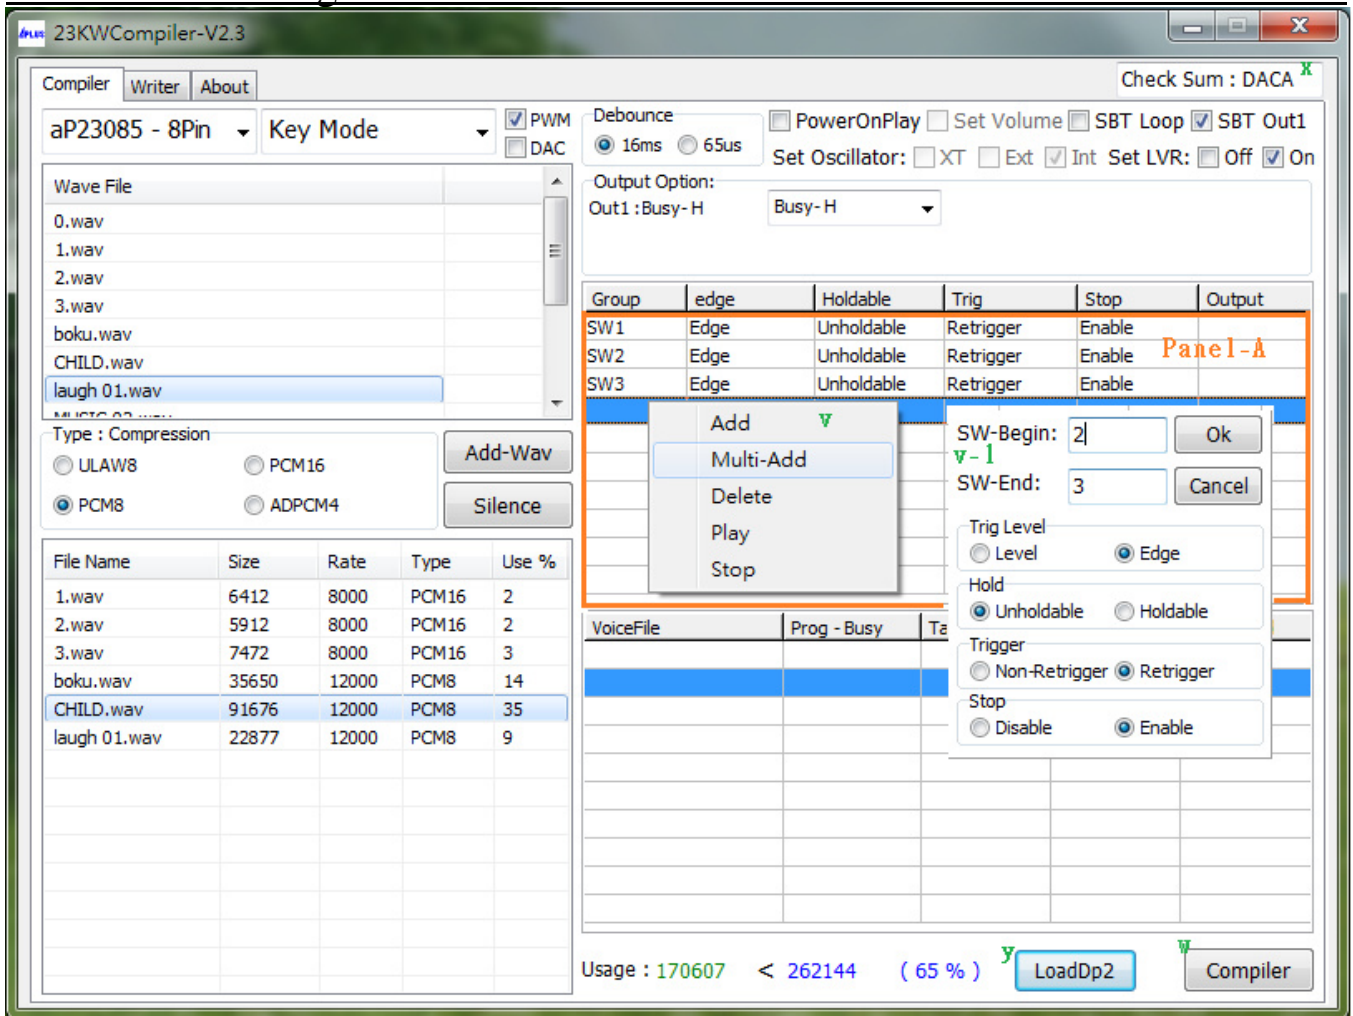 APLUS 23KWCompiler-V2.3
Compiler Writer About
Check Sum : DACA x
aP23085 - 8Pin Key Mode PWM
DAC
Debounce
16ms 65us
PowerOnPlay Set Volume SBT Loop SBT Out1
Set Oscillator: XT Ext Int Set LVR: Off On
Output Option:
Out1 :Busy- H Busy- H
Wave File
0.wav
1.wav
2.wav
3.wav
boku.wav
CHILD.wav
laugh 01.wav
Type : Compression
ULAW8 PCM16
PCM8 ADPCM4
Add-Wav
Silence
File Name Size Rate Type Use %
1.wav 6412 8000 PCM16 2
2.wav 5912 8000 PCM16 2
3.wav 7472 8000 PCM16 3
boku.wav 35650 12000 PCM8 14
CHILD.wav 91676 12000 PCM8 35
laugh 01.wav 22877 12000 PCM8 9
Group edge Holdable Trig Stop Output
SW1 Edge Unholdable Retrigger Enable
SW2 Edge Unholdable Retrigger Enable
SW3 Edge Unholdable Retrigger Enable
Panel-A
Add v
Multi-Add
Delete
Play
Stop
SW-Begin: 2 Ok
v-1
SW-End: 3 Cancel
Trig Level
Level Edge
Hold
Unholdable Holdable
Trigger
Non-Retrigger Retrigger
Stop
Disable Enable
VoiceFile Prog - Busy Ta
Usage : 170607 < 262144 ( 65 % ) y LoadDp2 w Compiler